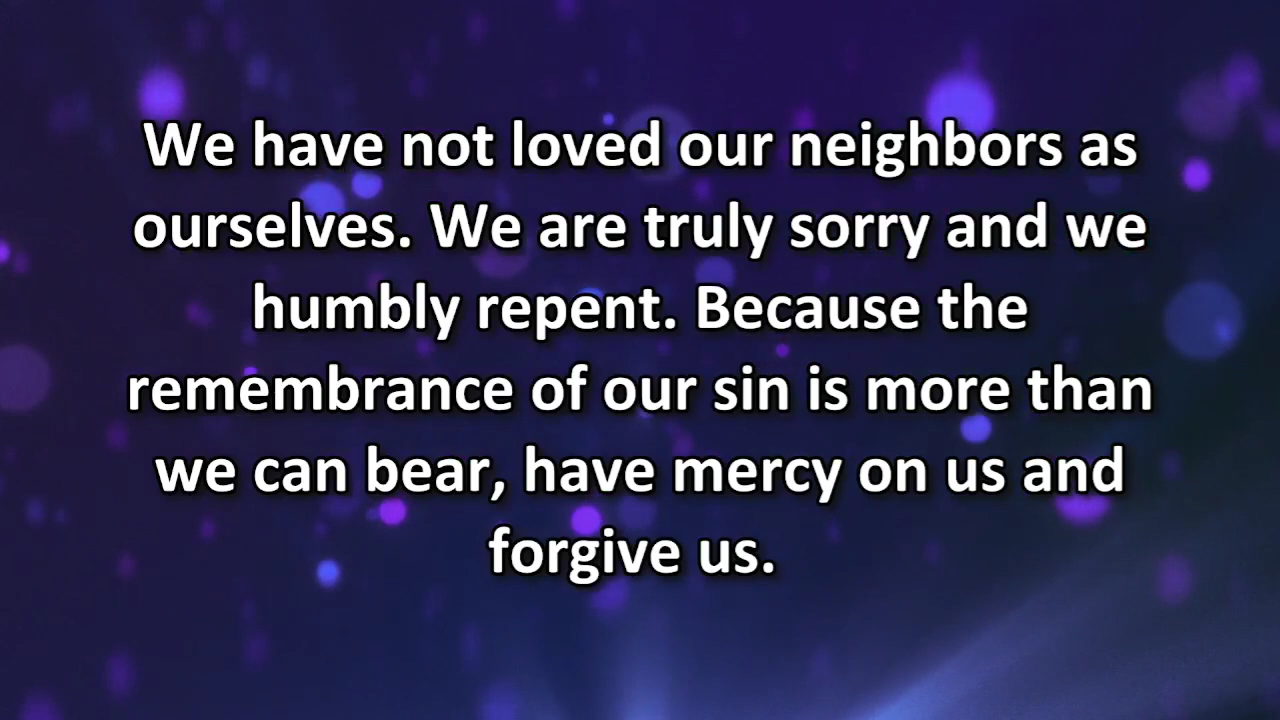 We have not loved our neighbors as
ourselves. We are truly sorry and we
humbly repent. Because the
remembrance of our sin is more than
we can bear, have mercy on us and
forgive us.